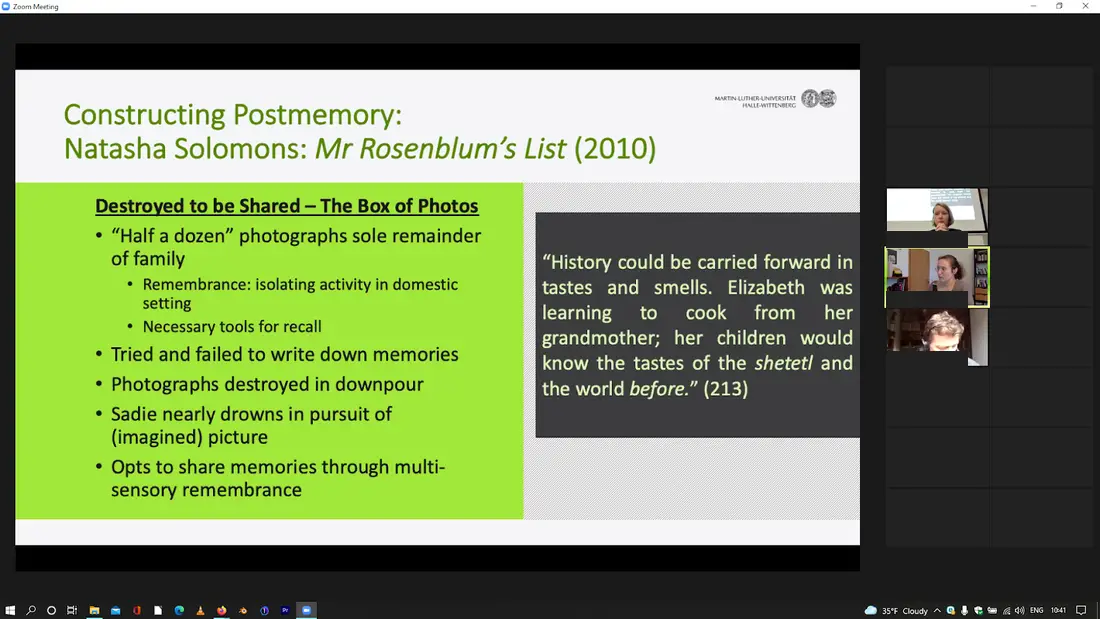 Zoom Meeting
MARTIN-LUTHER-UNIVERSITÄT
HALLE-WITTENBERG
Constructing Postmemory:
Natasha Solomons: Mr Rosenblum’s List (2010)
Destroyed to be Shared – The Box of Photos
• “Half a dozen” photographs sole remainder
of family
• Remembrance: isolating activity in domestic
setting
• Necessary tools for recall
• Tried and failed to write down memories
• Photographs destroyed in downpour
• Sadie nearly drowns in pursuit of
(imagined) picture
• Opts to share memories through multi-
sensory remembrance
“History could be carried forward in
tastes and smells. Elizabeth was
learning to cook from her
grandmother; her children would
know the tastes of the shetetl and
the world before.” (213)
35°F Cloudy
ENG
10:41